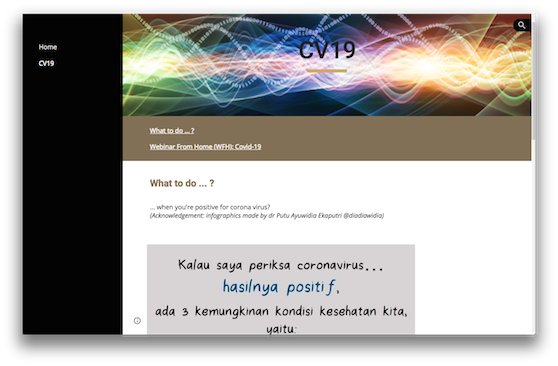 Home
CV19
CV19
What to do ... ?
Webinar From Home (WFH): Covid-19
What to do ... ?
... when you're positive for corona virus?
(Acknowledgement: infographics made by dr Putu Ayuwidia Ekaputri @diadiawidia)
Kalau saya periksa coronavirus...
hasilnya positif,
ada 3 kemungkinan kondisi kesehatan kita,
yaitu: